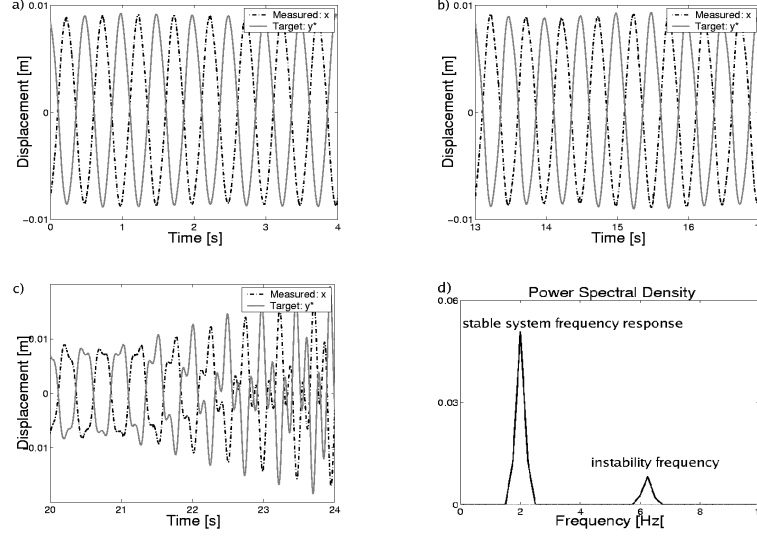 a)
0.01
Measured: x
Target: y*
Displacement [m]
0
−0.01
0 1 2 3 4
Time [s]
b)
0.01
Measured: x
Target: y*
Displacement [m]
0
−0.01
13 14 15 16 17
Time [s]
c)
Measured: x
Target: y*
0.01
Displacement [m]
0
0.01
20 21 22 23 24
Time [s]
d)
Power Spectral Density
0.06
stable system frequency response
0.03
instability frequency
0
0 2 4 6 8 10
Frequency [Hz[